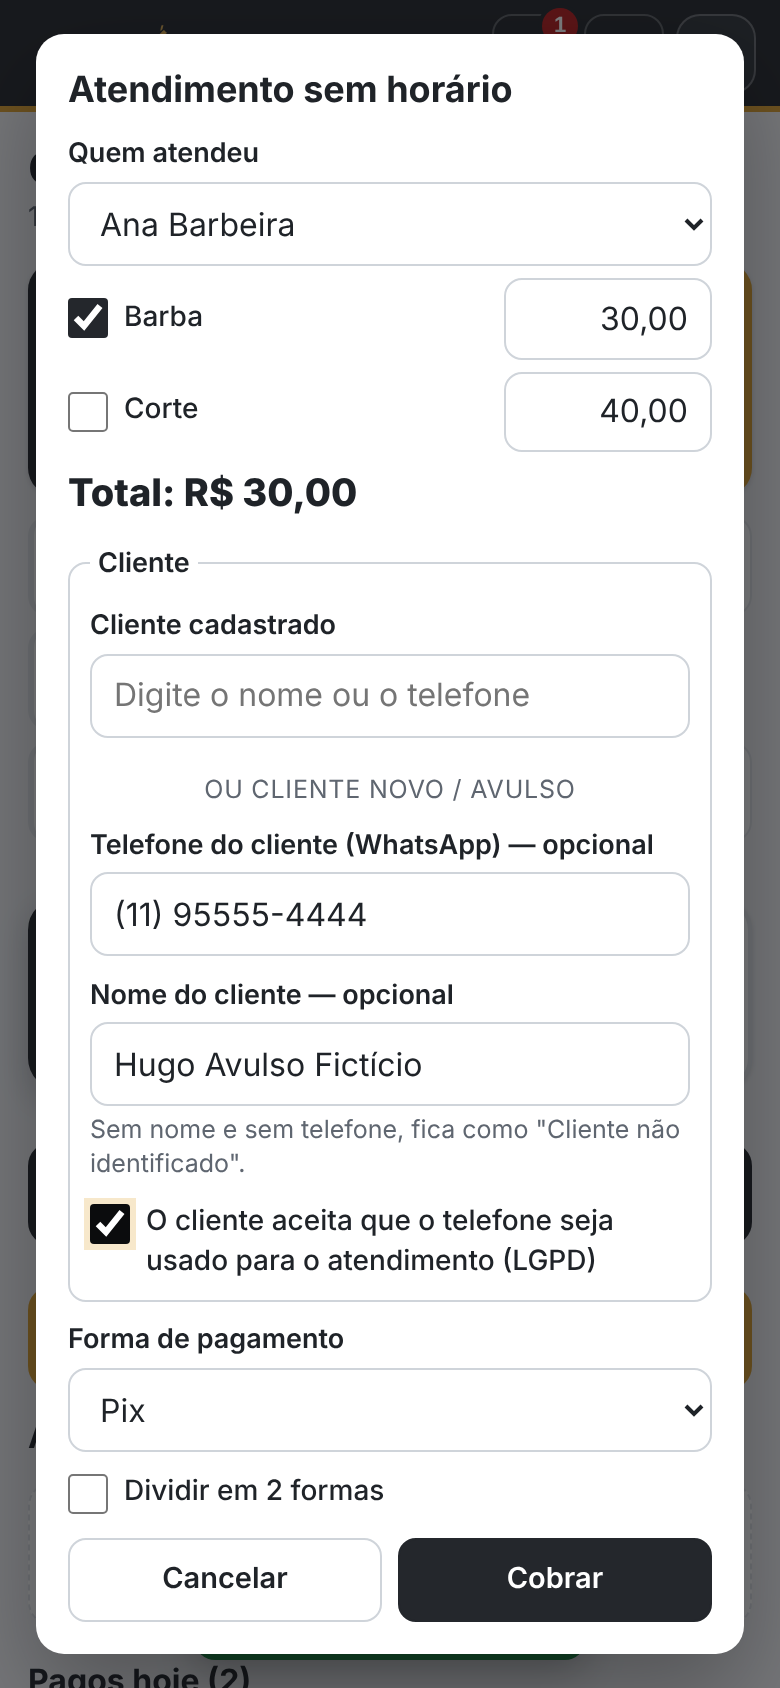 1
Atendimento sem horário
Quem atendeu
Ana Barbeira
Barba
30,00
Corte
40,00
Total: R$ 30,00
Cliente
Cliente cadastrado
Digite o nome ou o telefone
OU CLIENTE NOVO / AVULSO
Telefone do cliente (WhatsApp) — opcional
(11) 95555-4444
Nome do cliente — opcional
Hugo Avulso Fictício
Sem nome e sem telefone, fica como "Cliente não
identificado".
O cliente aceita que o telefone seja
usado para o atendimento (LGPD)
Forma de pagamento
Pix
Dividir em 2 formas
Cancelar
Cobrar
Pagos hoje (2)